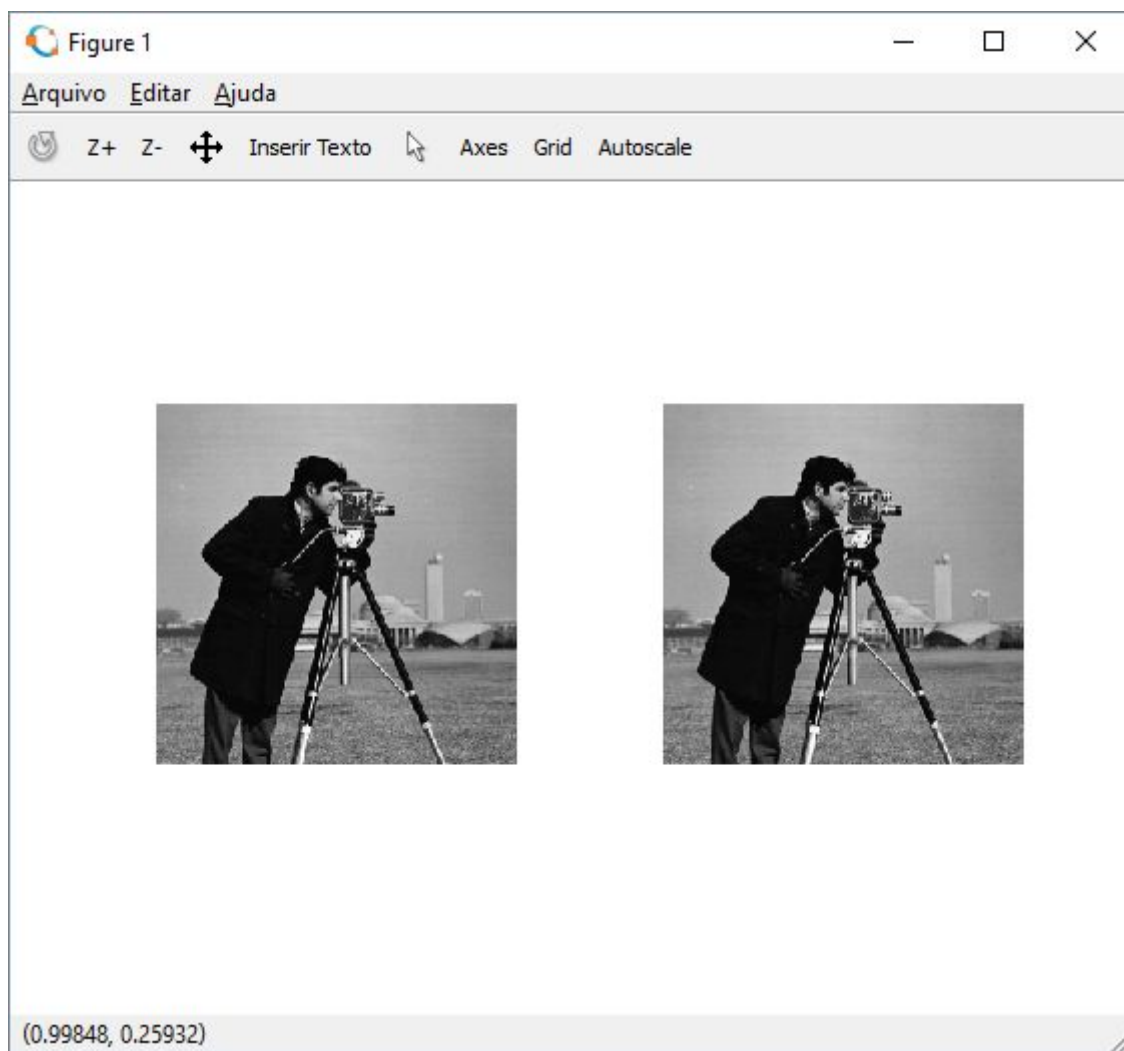 Figure 1
Arquivo Editar Ajuda
Z+ Z- Inserir Texto Axes Grid Autoscale
(0.99848, 0.25932)